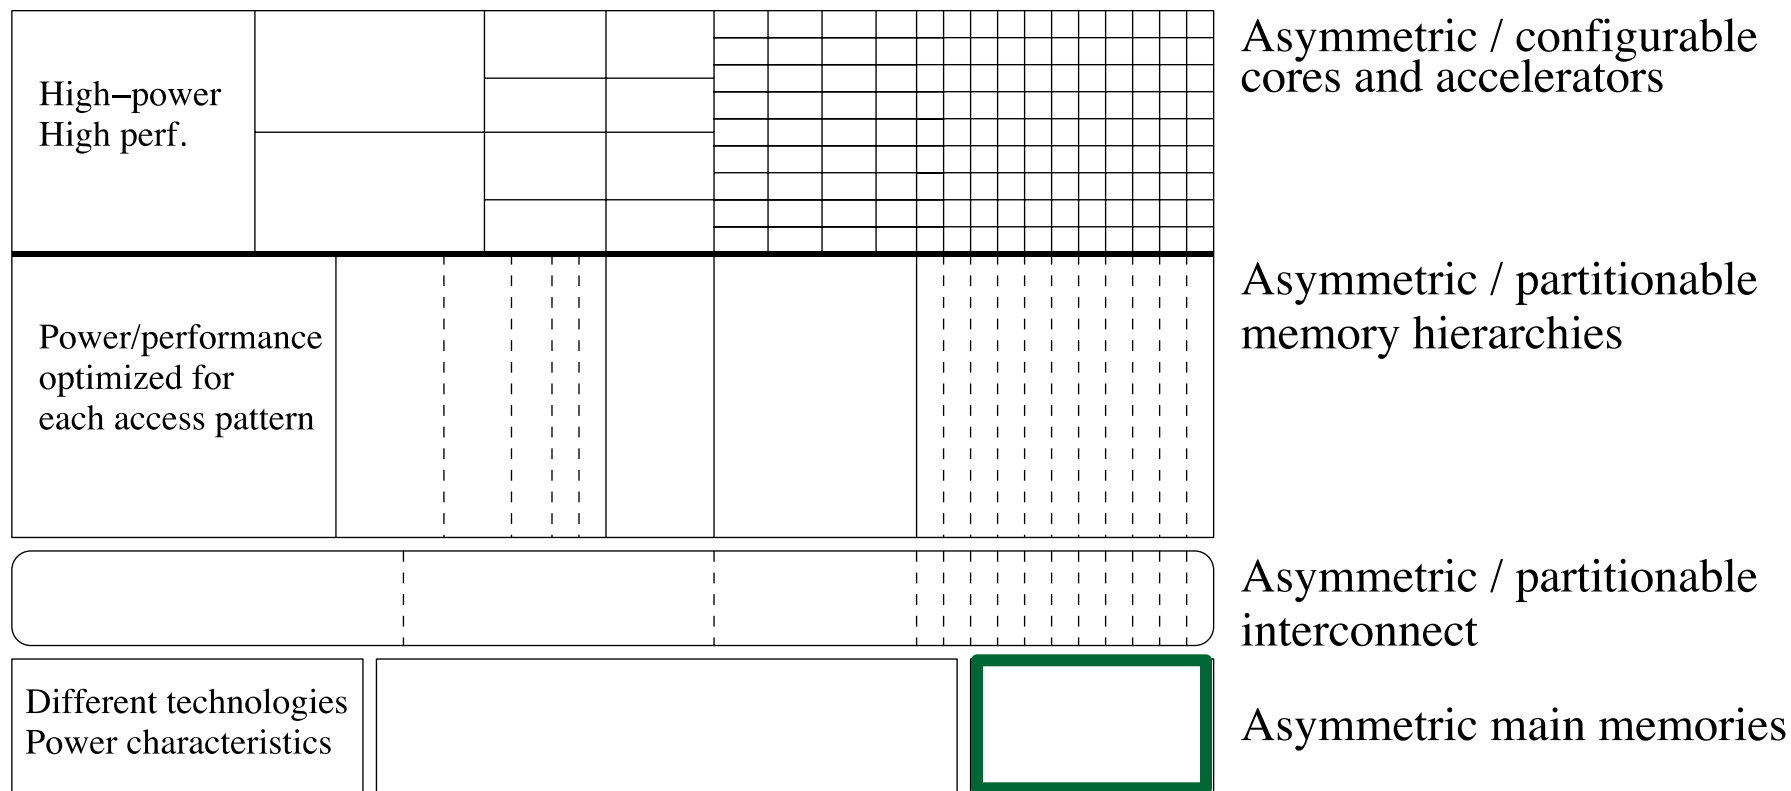 Asymmetric / configurable
cores and accelerators
High–power
High perf.
Asymmetric / partitionable
memory hierarchies
Power/performance
optimized for
each access pattern
Asymmetric / partitionable
interconnect
Different technologies
Power characteristics
Asymmetric main memories